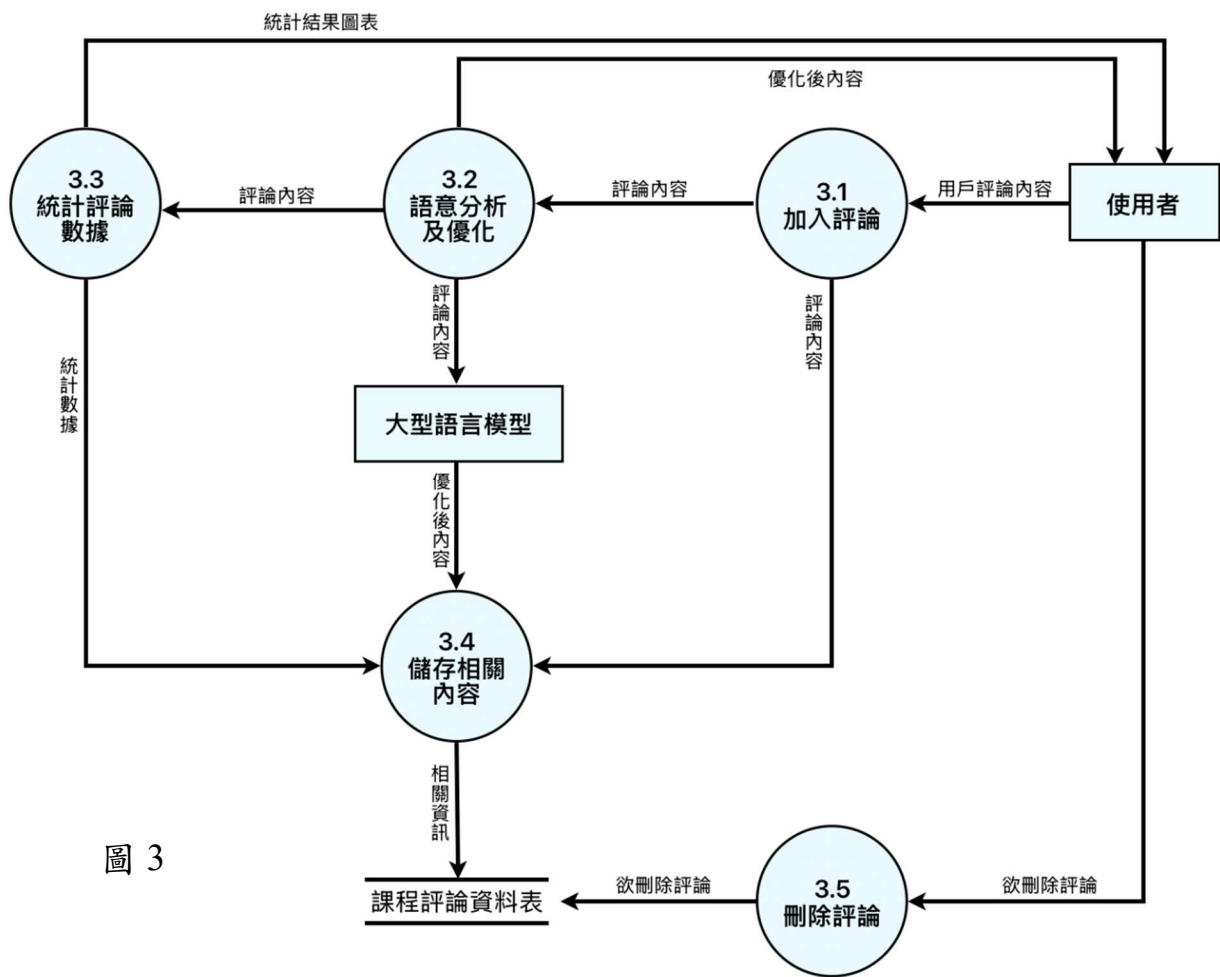 統計結果圖表
優化後內容
3.3
統計評論
數據
評論內容
3.2
語意分析
及優化
評論內容
3.1
加入評論
用戶評論內容
使用者
評論內容
評論內容
統計數據
大型語言模型
優化後內容
3.4
儲存相關
內容
相關資訊
圖 3
課程評論資料表
欲刪除評論
3.5
刪除評論
欲刪除評論